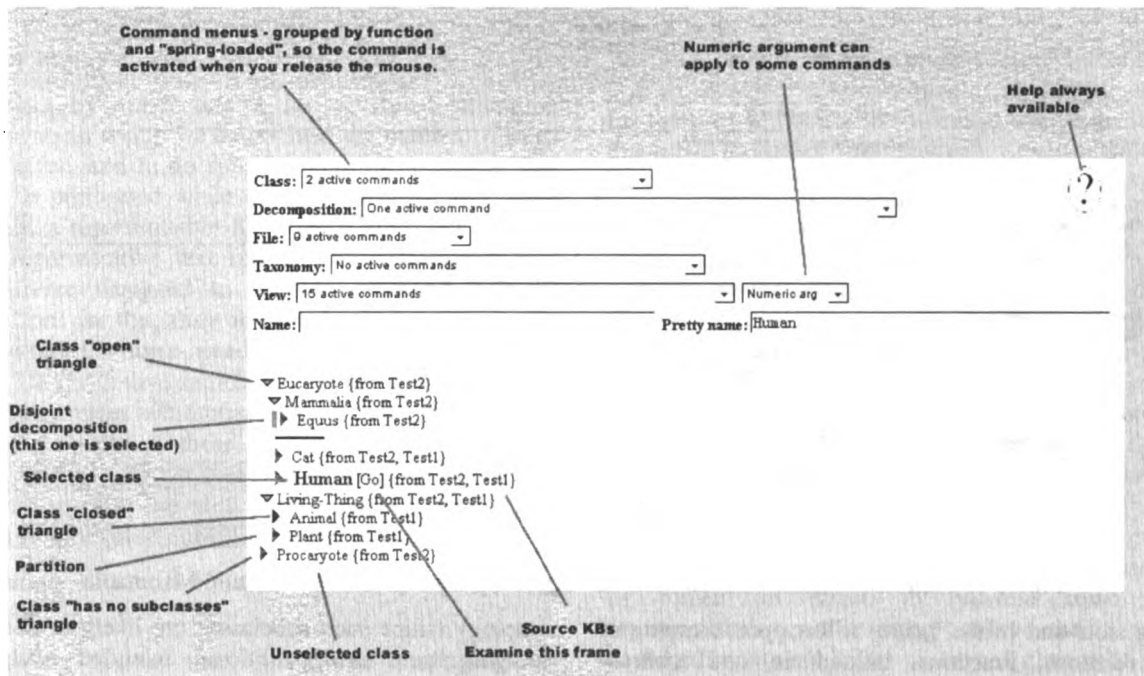 Command menus - grouped by function
and "spring-loaded", so the command is
activated when you release the mouse.
Numeric argument can
apply to some commands
Help always
available
?
Class: 2 active commands
Decomposition: One active command
File: 9 active commands
Taxonomy: No active commands
View: 15 active commands Numeric arg
Name: Pretty name: Human
Class "open"
triangle
Eucaryote {from Test2}
Mammalia {from Test2}
Disjoint
decomposition
(this one is selected)
Equus {from Test2}
Cat {from Test2, Test1}
Selected class
Human [Go] {from Test2, Test1}
Living-Thing {from Test2, Test1}
Class "closed"
triangle
Animal {from Test1}
Plant {from Test1}
Partition
Procaryote {from Test2}
Class "has no subclasses"
triangle
Unselected class
Source KBs
Examine this frame